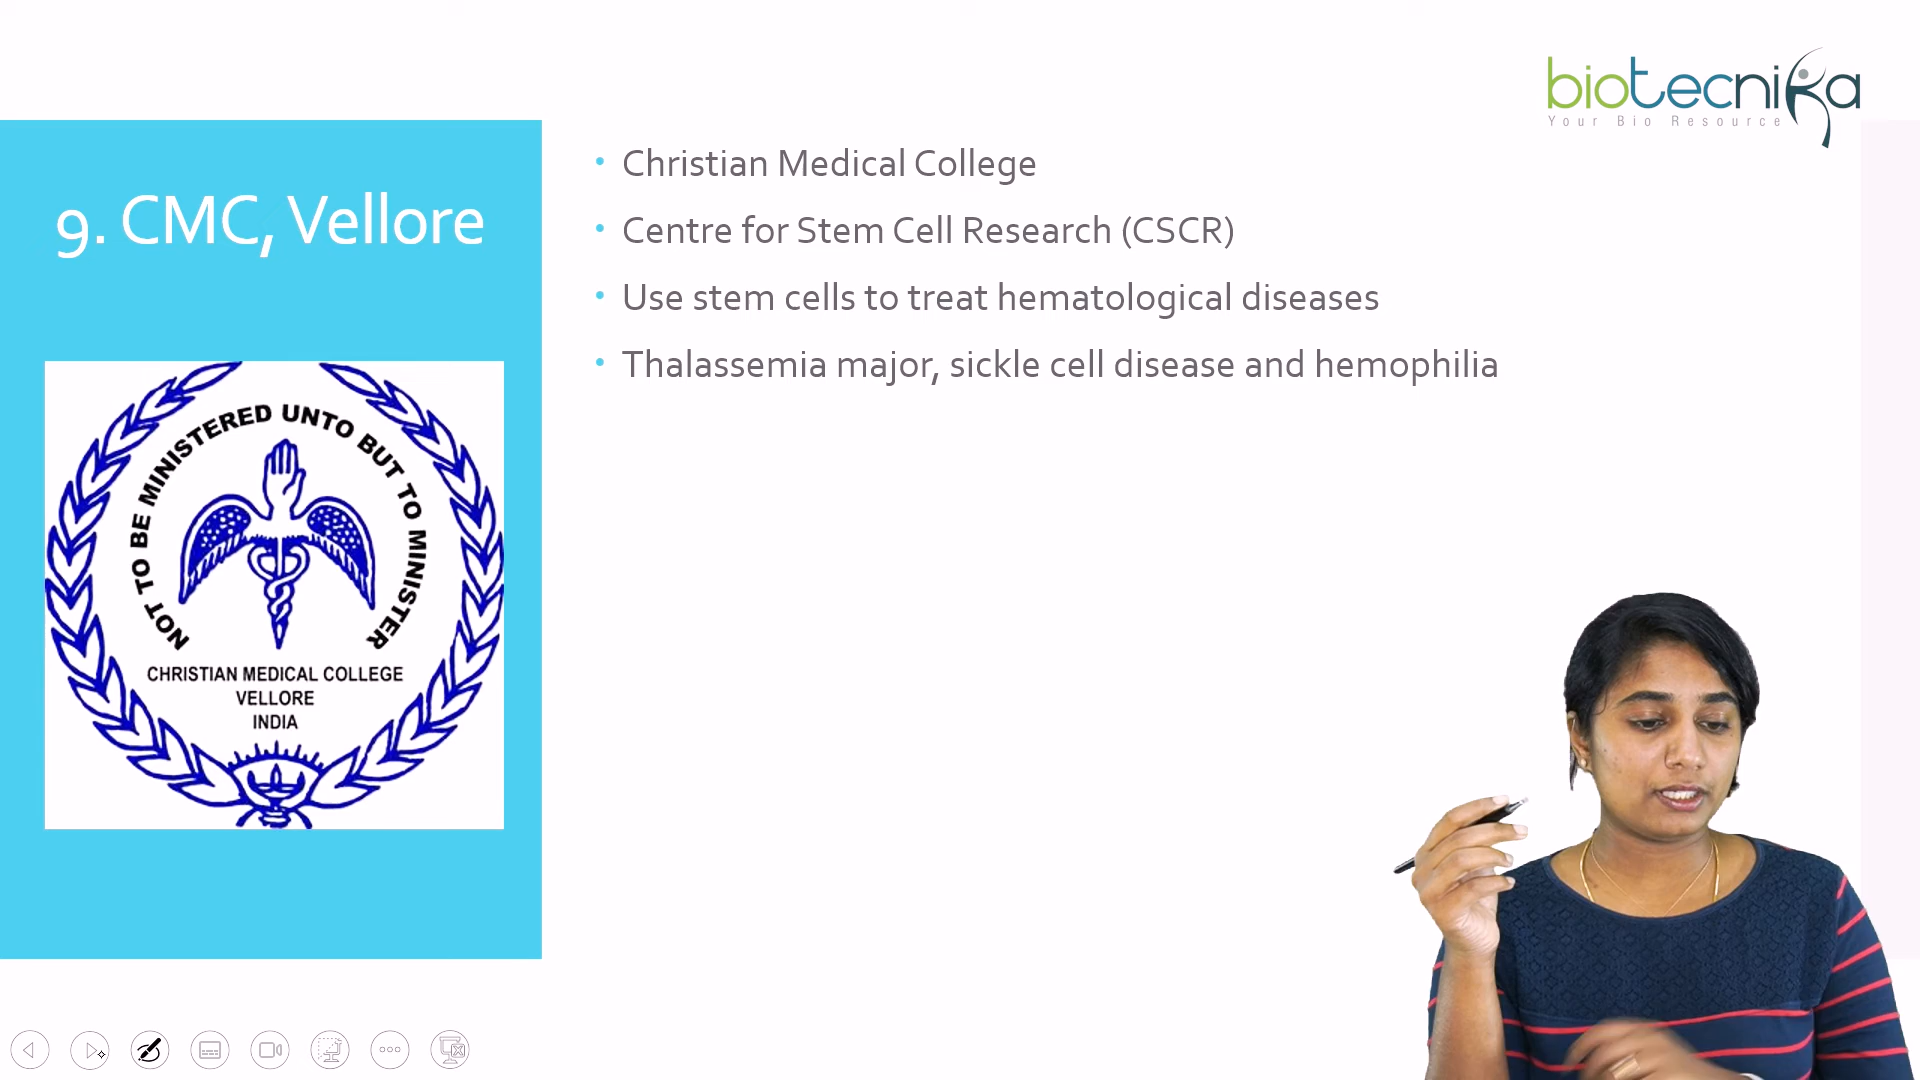 biotecnika
Your Bio Resource
9. CMC, Vellore
• Christian Medical College
• Centre for Stem Cell Research (CSCR)
• Use stem cells to treat hematological diseases
• Thalassemia major, sickle cell disease and hemophilia
NOT TO BE MINISTERED UNTO BUT TO MINISTER
CHRISTIAN MEDICAL COLLEGE
VELLORE
INDIA